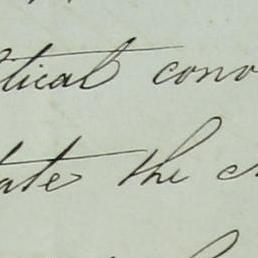 tical conv
tate the